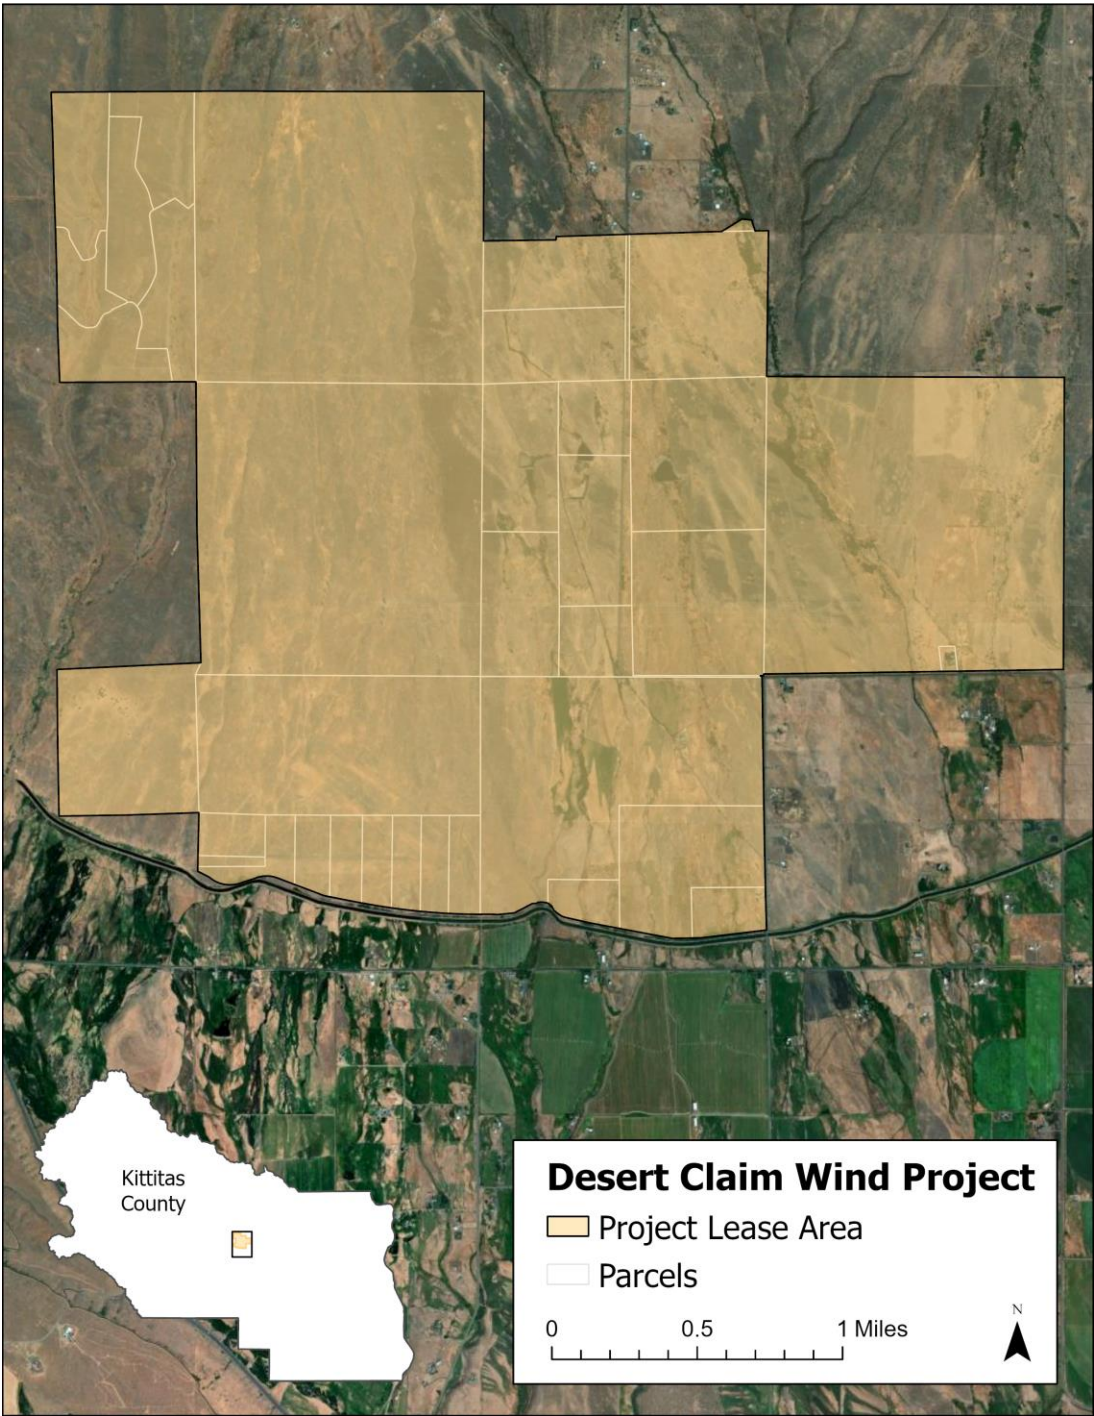 Kittitas
County
Desert Claim Wind Project
Project Lease Area
Parcels
0 0.5 1 Miles
N